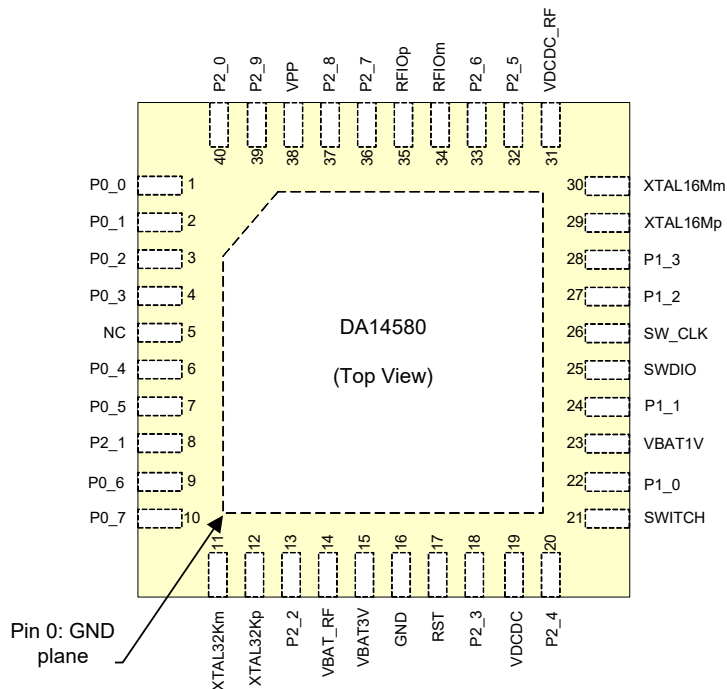 P2_0
P2_9
VPP
P2_8
P2_7
RFIOp
RFIOm
P2_6
P2_5
VDCDC_RF
40
39
38
37
36
35
34
33
32
31
P0_0 1
P0_1 2
P0_2 3
P0_3 4
NC 5
P0_4 6
P0_5 7
P2_1 8
P0_6 9
P0_7 10
DA14580
(Top View)
30 XTAL16Mm
29 XTAL16Mp
28 P1_3
27 P1_2
26 SW_CLK
25 SWDIO
24 P1_1
23 VBAT1V
22 P1_0
21 SWITCH
11
12
13
14
15
16
17
18
19
20
XTAL32Km
XTAL32Kp
P2_2
VBAT_RF
VBAT3V
GND
RST
P2_3
VDCDC
P2_4
Pin 0: GND
plane